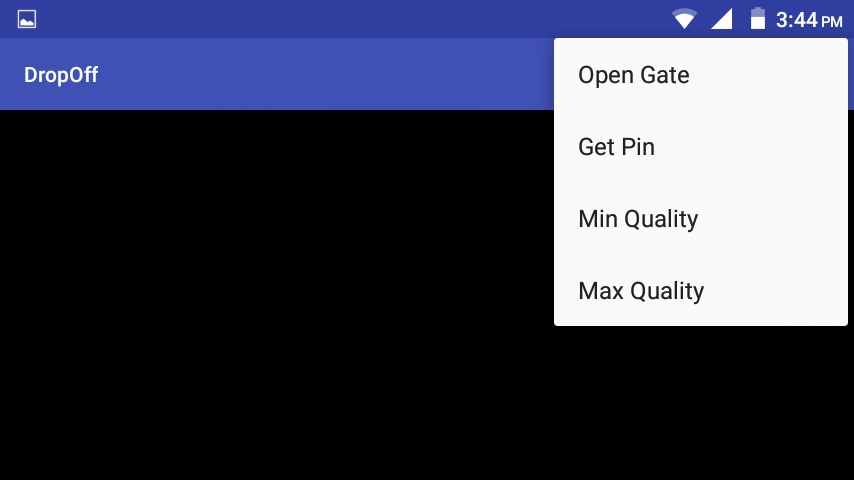 3:44 PM
DropOff
Open Gate
Get Pin
Min Quality
Max Quality